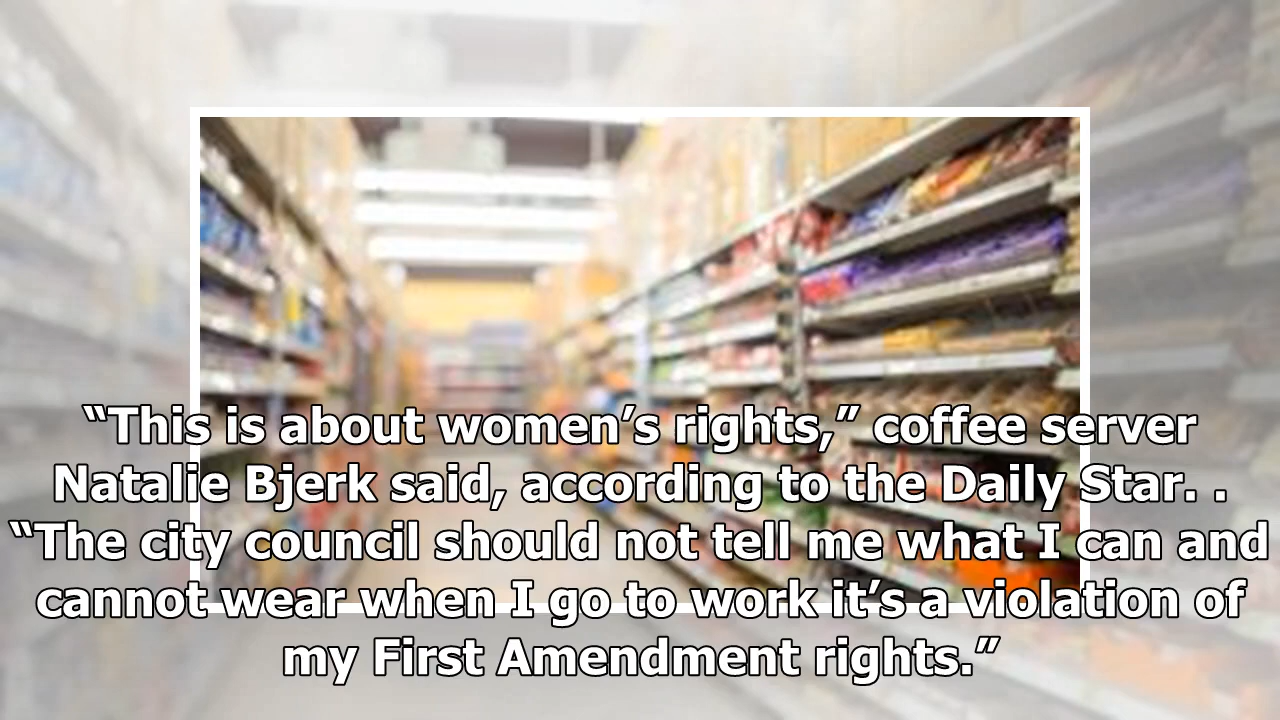 “This is about women’s rights,” coffee server
Natalie Bjerk said, according to the Daily Star. .
“The city council should not tell me what I can and
cannot wear when I go to work it’s a violation of
my First Amendment rights.”